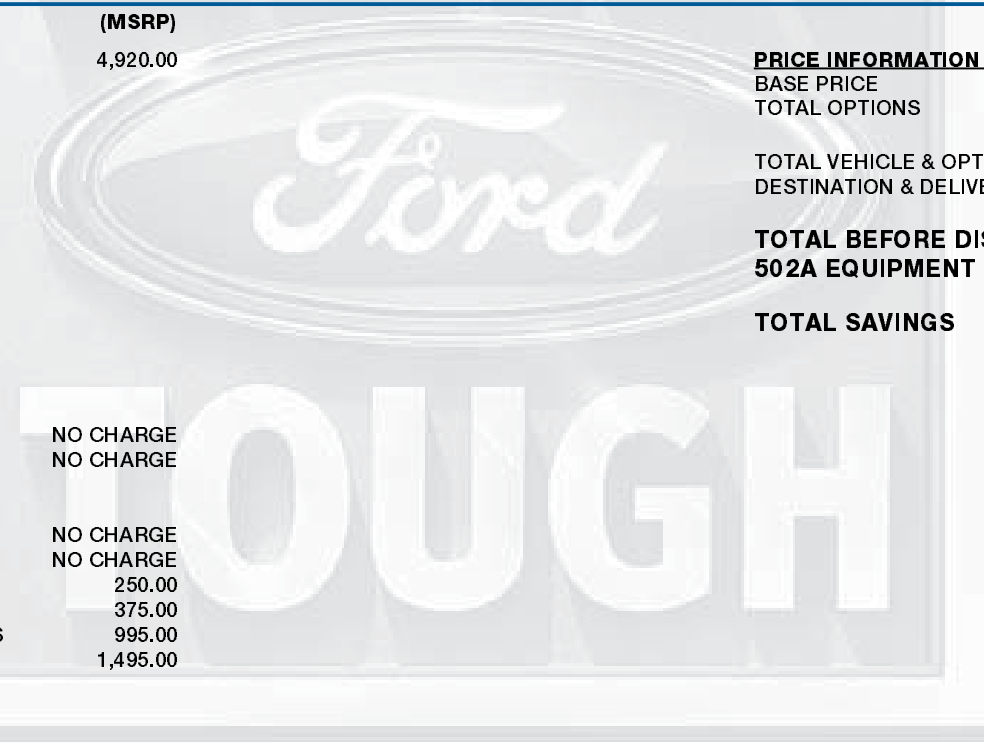 (MSRP)
4,920.00
NO CHARGE
NO CHARGE
NO CHARGE
NO CHARGE
250.00
375.00
S 995.00
1,495.00
PRICE INFORMATION
BASE PRICE
TOTAL OPTIONS
TOTAL VEHICLE & OPT
DESTINATION & DELIVE
TOTAL BEFORE DIS
502A EQUIPMENT
TOTAL SAVINGS
Ford
TOUGH